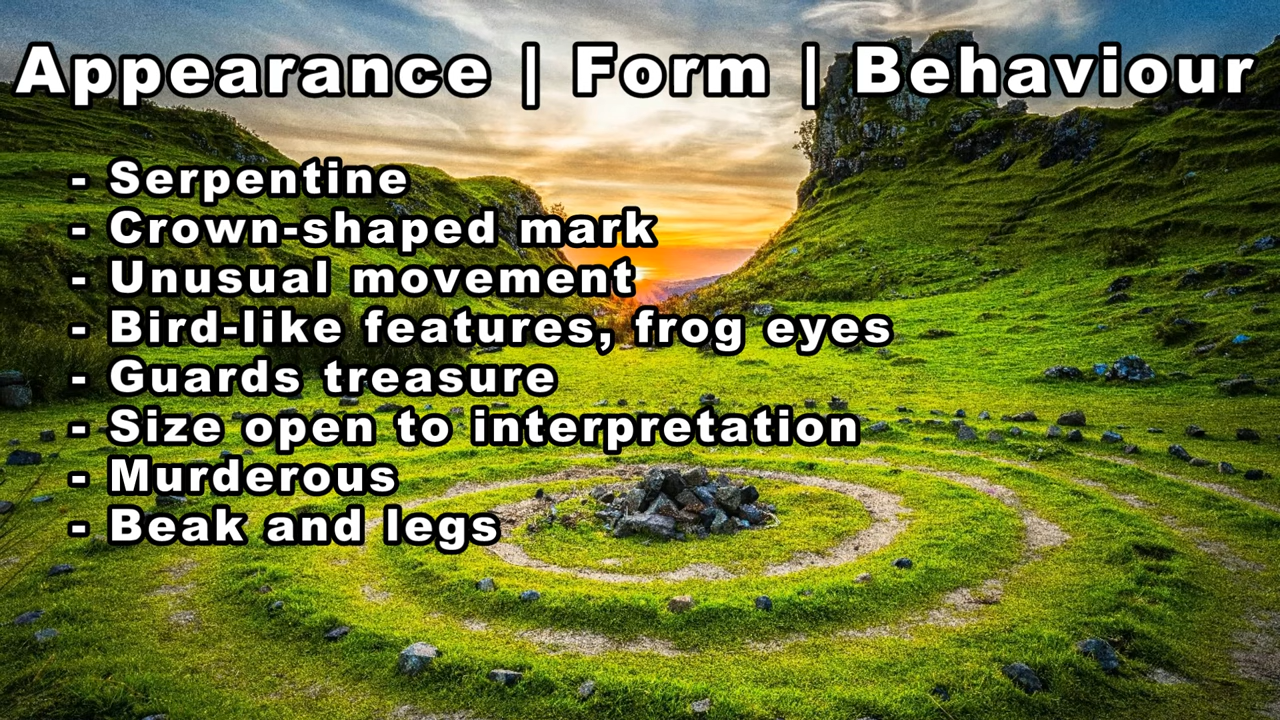 Appearance | Form | Behaviour
- Serpentine
- Crown-shaped mark
- Unusual movement
- Bird-like features, frog eyes
- Guards treasure
- Size open to interpretation
- Murderous
- Beak and legs